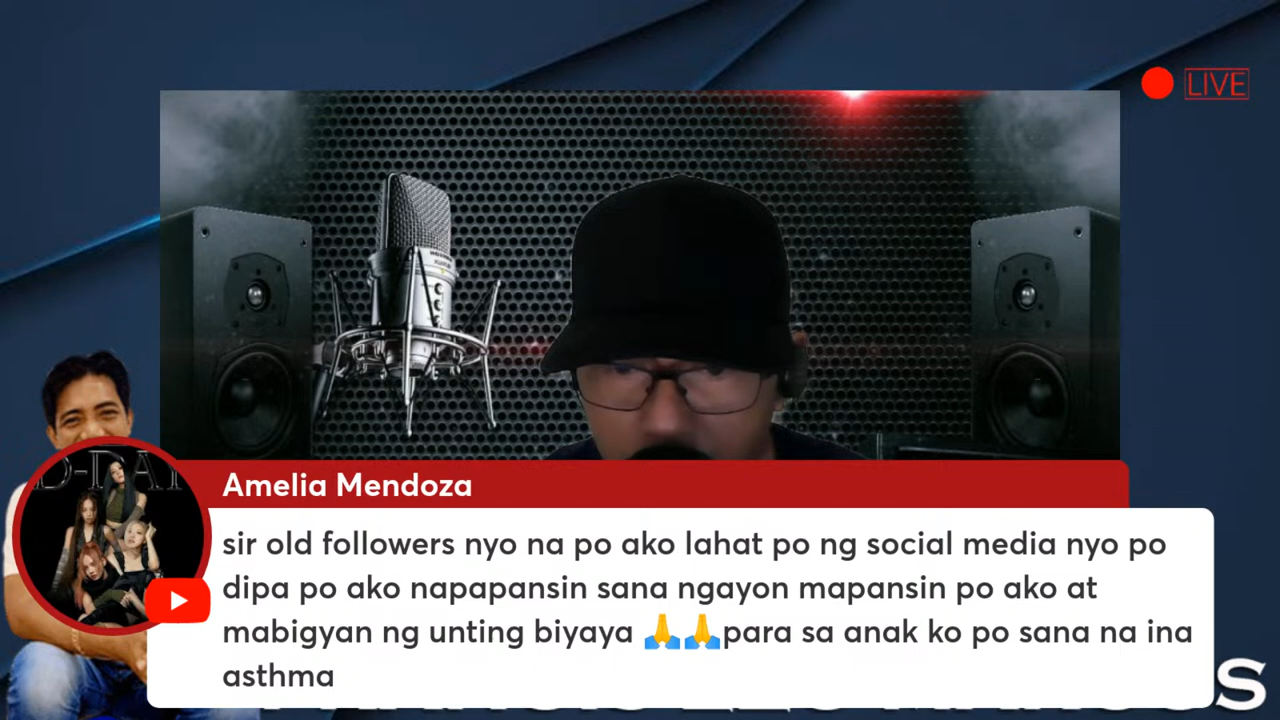 LIVE
Amelia Mendoza
sir old followers nyo na po ako lahat po ng social media nyo po
dipa po ako napapansin sana ngayon mapansin po ako at
mabigyan ng unting biyaya 🙏🙏para sa anak ko po sana na ina
asthma